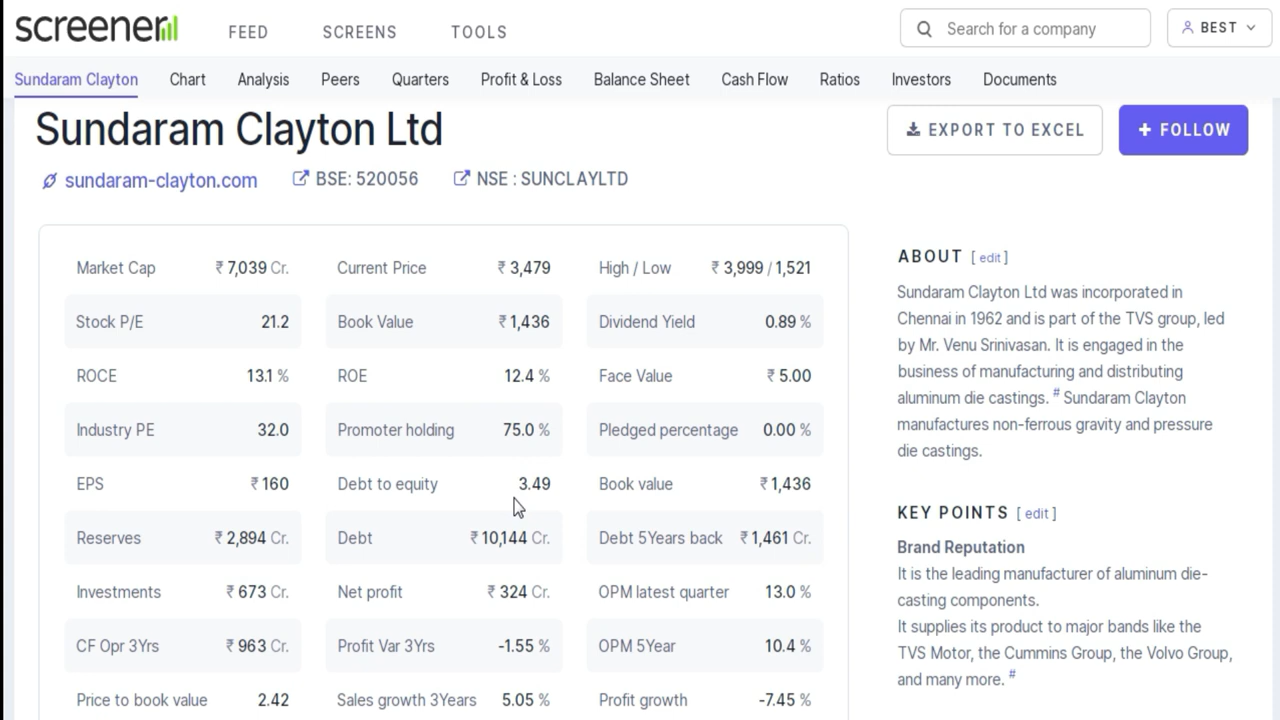 screener
FEED SCREENS TOOLS
Search for a company
BEST
Sundaram Clayton Chart Analysis Peers Quarters Profit & Loss Balance Sheet Cash Flow Ratios Investors Documents
Sundaram Clayton Ltd
EXPORT TO EXCEL
+ FOLLOW
sundaram-clayton.com BSE: 520056 NSE : SUNCLAYLTD
Market Cap ₹ 7,039 Cr. Current Price ₹ 3,479 High / Low ₹ 3,999 / 1,521
Stock P/E 21.2 Book Value ₹ 1,436 Dividend Yield 0.89 %
ROCE 13.1 % ROE 12.4 % Face Value ₹ 5.00
Industry PE 32.0 Promoter holding 75.0 % Pledged percentage 0.00 %
EPS ₹ 160 Debt to equity 3.49 Book value ₹ 1,436
Reserves ₹ 2,894 Cr. Debt ₹ 10,144 Cr. Debt 5Years back ₹ 1,461 Cr.
Investments ₹ 673 Cr. Net profit ₹ 324 Cr. OPM latest quarter 13.0 %
CF Opr 3Yrs ₹ 963 Cr. Profit Var 3Yrs -1.55 % OPM 5Year 10.4 %
Price to book value 2.42 Sales growth 3Years 5.05 % Profit growth -7.45 %
ABOUT [ edit ]
Sundaram Clayton Ltd was incorporated in
Chennai in 1962 and is part of the TVS group, led
by Mr. Venu Srinivasan. It is engaged in the
business of manufacturing and distributing
aluminum die castings. # Sundaram Clayton
manufactures non-ferrous gravity and pressure
die castings.
KEY POINTS [ edit ]
Brand Reputation
It is the leading manufacturer of aluminum die-
casting components.
It supplies its product to major bands like the
TVS Motor, the Cummins Group, the Volvo Group,
and many more. #